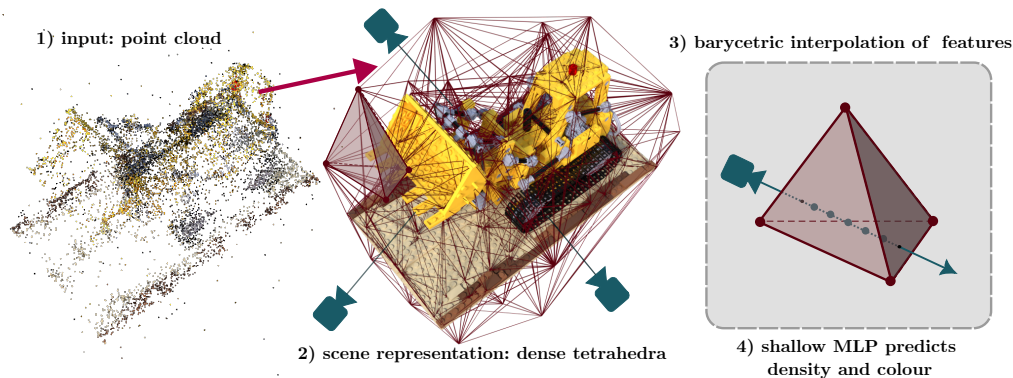 1) input: point cloud
2) scene representation: dense tetrahedra
3) barycetric interpolation of features
4) shallow MLP predicts
density and colour